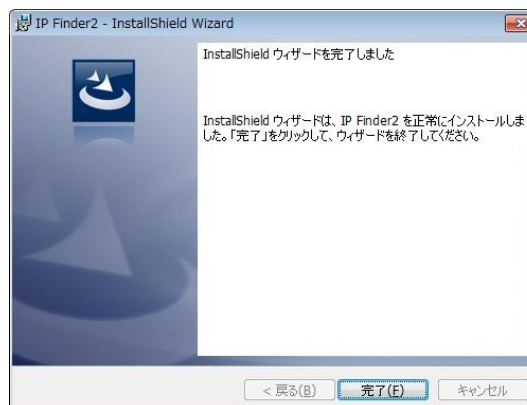 IP Finder2 - InstallShield Wizard
InstallShield ウィザードを完了しました
InstallShield ウィザードは、IP Finder2 を正常にインストールしま
した。「完了」をクリックして、ウィザードを終了してください。
< 戻る(B)
完了(F)
キャンセル